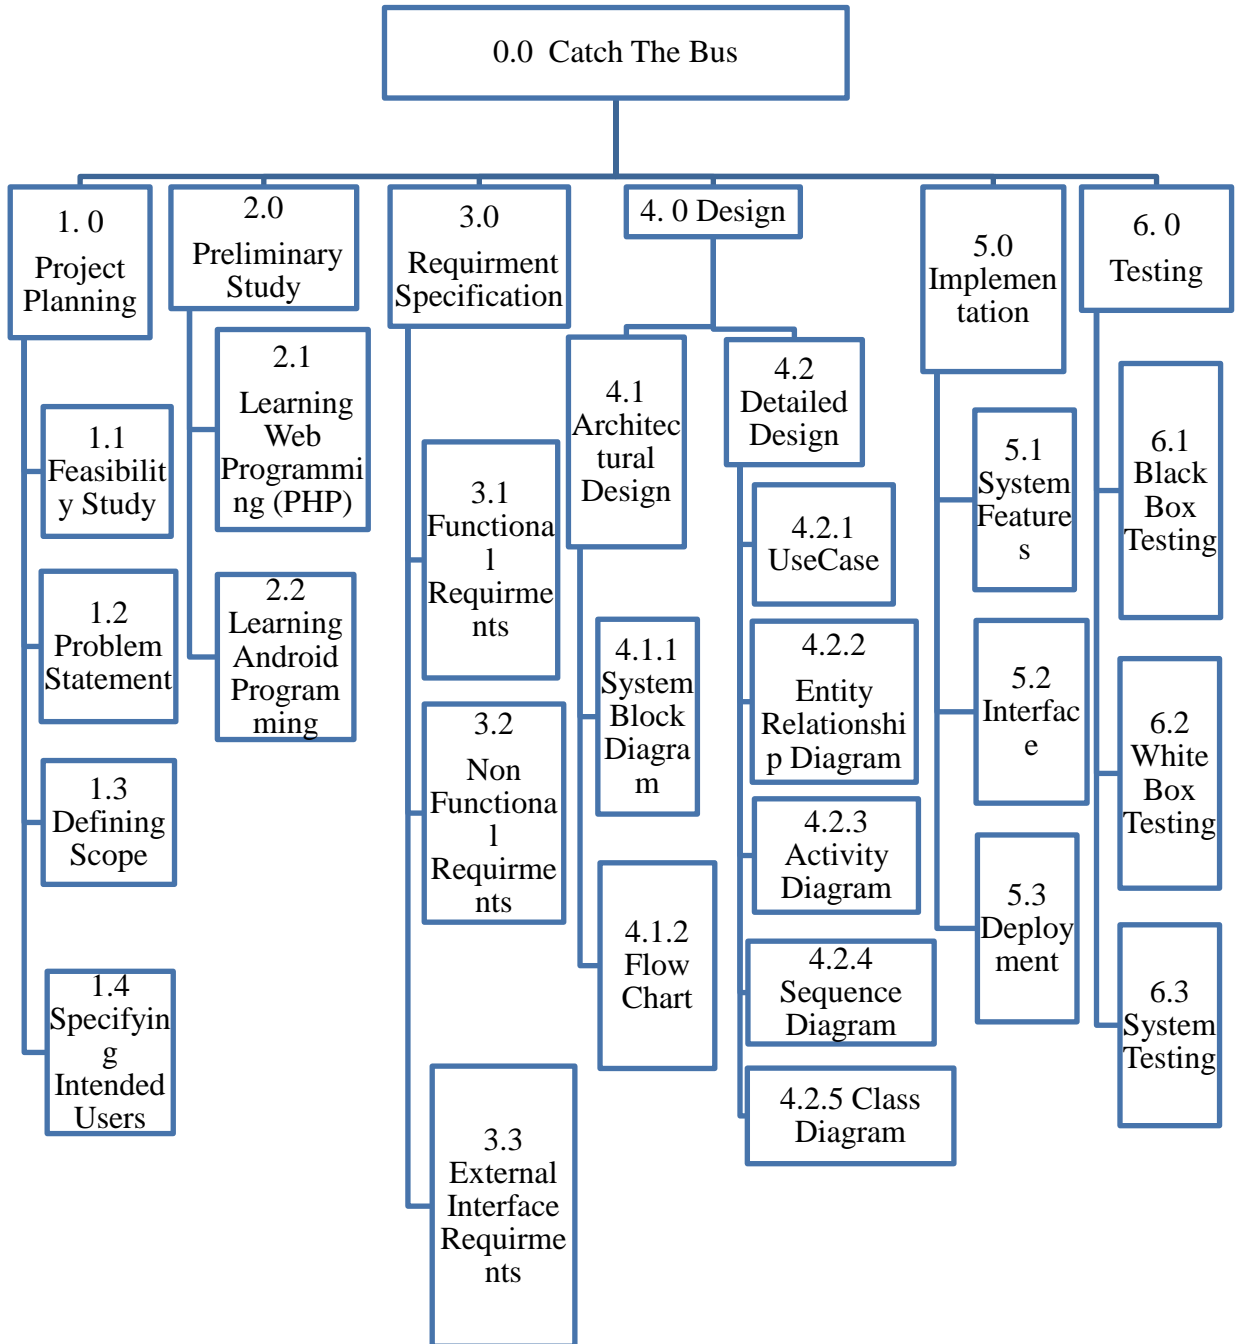 0.0 Catch The Bus
1. 0
Project
Planning
1.1
Feasibilit
y Study
1.2
Problem
Statement
1.3
Defining
Scope
1.4
Specifyin
g
Intended
Users
2.0
Preliminary
Study
2.1
Learning
Web
Programmi
ng (PHP)
2.2
Learning
Android
Program
ming
3.0
Requirment
Specification
3.1
Functiona
l
Requirme
nts
3.2
Non
Functiona
l
Requirme
nts
3.3
External
Interface
Requirme
nts
4. 0 Design
4.1
Architec
tural
Design
4.1.1
System
Block
Diagra
m
4.1.2
Flow
Chart
4.2
Detailed
Design
4.2.1
UseCase
4.2.2
Entity
Relationshi
p Diagram
4.2.3
Activity
Diagram
4.2.4
Sequence
Diagram
4.2.5 Class
Diagram
5.0
Implemen
tation
5.1
System
Feature
s
5.2
Interfac
e
5.3
Deploy
ment
6. 0
Testing
6.1
Black
Box
Testing
6.2
White
Box
Testing
6.3
System
Testing